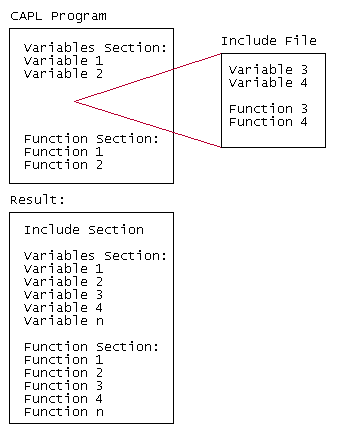 CAPL Program
Variables Section:
Variable 1
Variable 2
Function Section:
Function 1
Function 2
Include File
Variable 3
Variable 4
Function 3
Function 4
Result:
Include Section
Variables Section:
Variable 1
Variable 2
Variable 3
Variable 4
Variable n
Function Section:
Function 1
Function 2
Function 3
Function 4
Function n